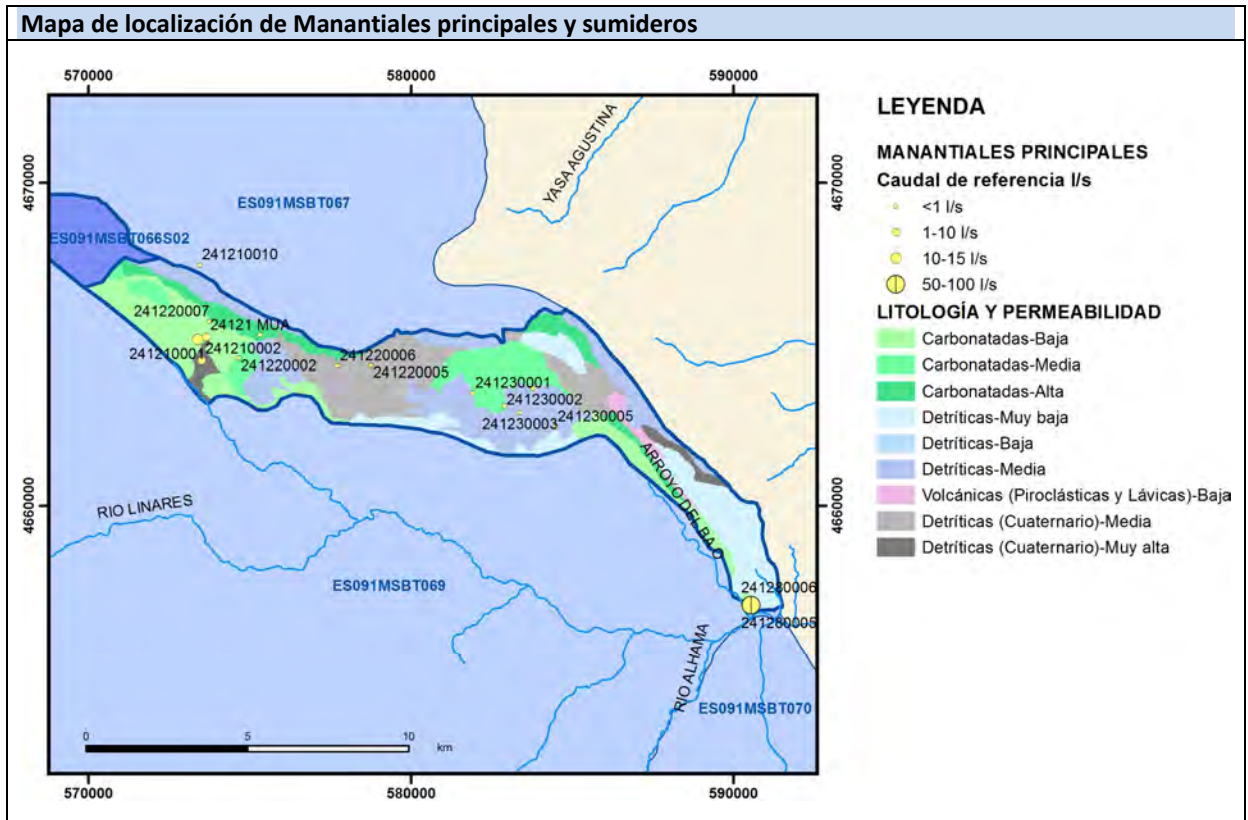 Mapa de localización de Manantiales principales y sumideros
570000
580000
590000
4670000
4670000
4660000
4660000
YASA AGUSTINA
ES091MSBT067
ES091MSBT066S02
241210010
241220007
24121 MUA
241210001
241210002
241220002
241220006
241220005
241230001
241230002
241230003
241230005
ARROYO DEL BA O
RIO LINARES
ES091MSBT069
241280006
241280005
RIO ALHAMA
ES091MSBT070
0
5
10
km
570000
580000
590000
LEYENDA
MANANTIALES PRINCIPALES
Caudal de referencia l/s
<1 l/s
1-10 l/s
10-15 l/s
50-100 l/s
LITOLOGÍA Y PERMEABILIDAD
Carbonatadas-Baja
Carbonatadas-Media
Carbonatadas-Alta
Detríticas-Muy baja
Detríticas-Baja
Detríticas-Media
Volcánicas (Piroclásticas y Lávicas)-Baja
Detríticas (Cuaternario)-Media
Detríticas (Cuaternario)-Muy alta